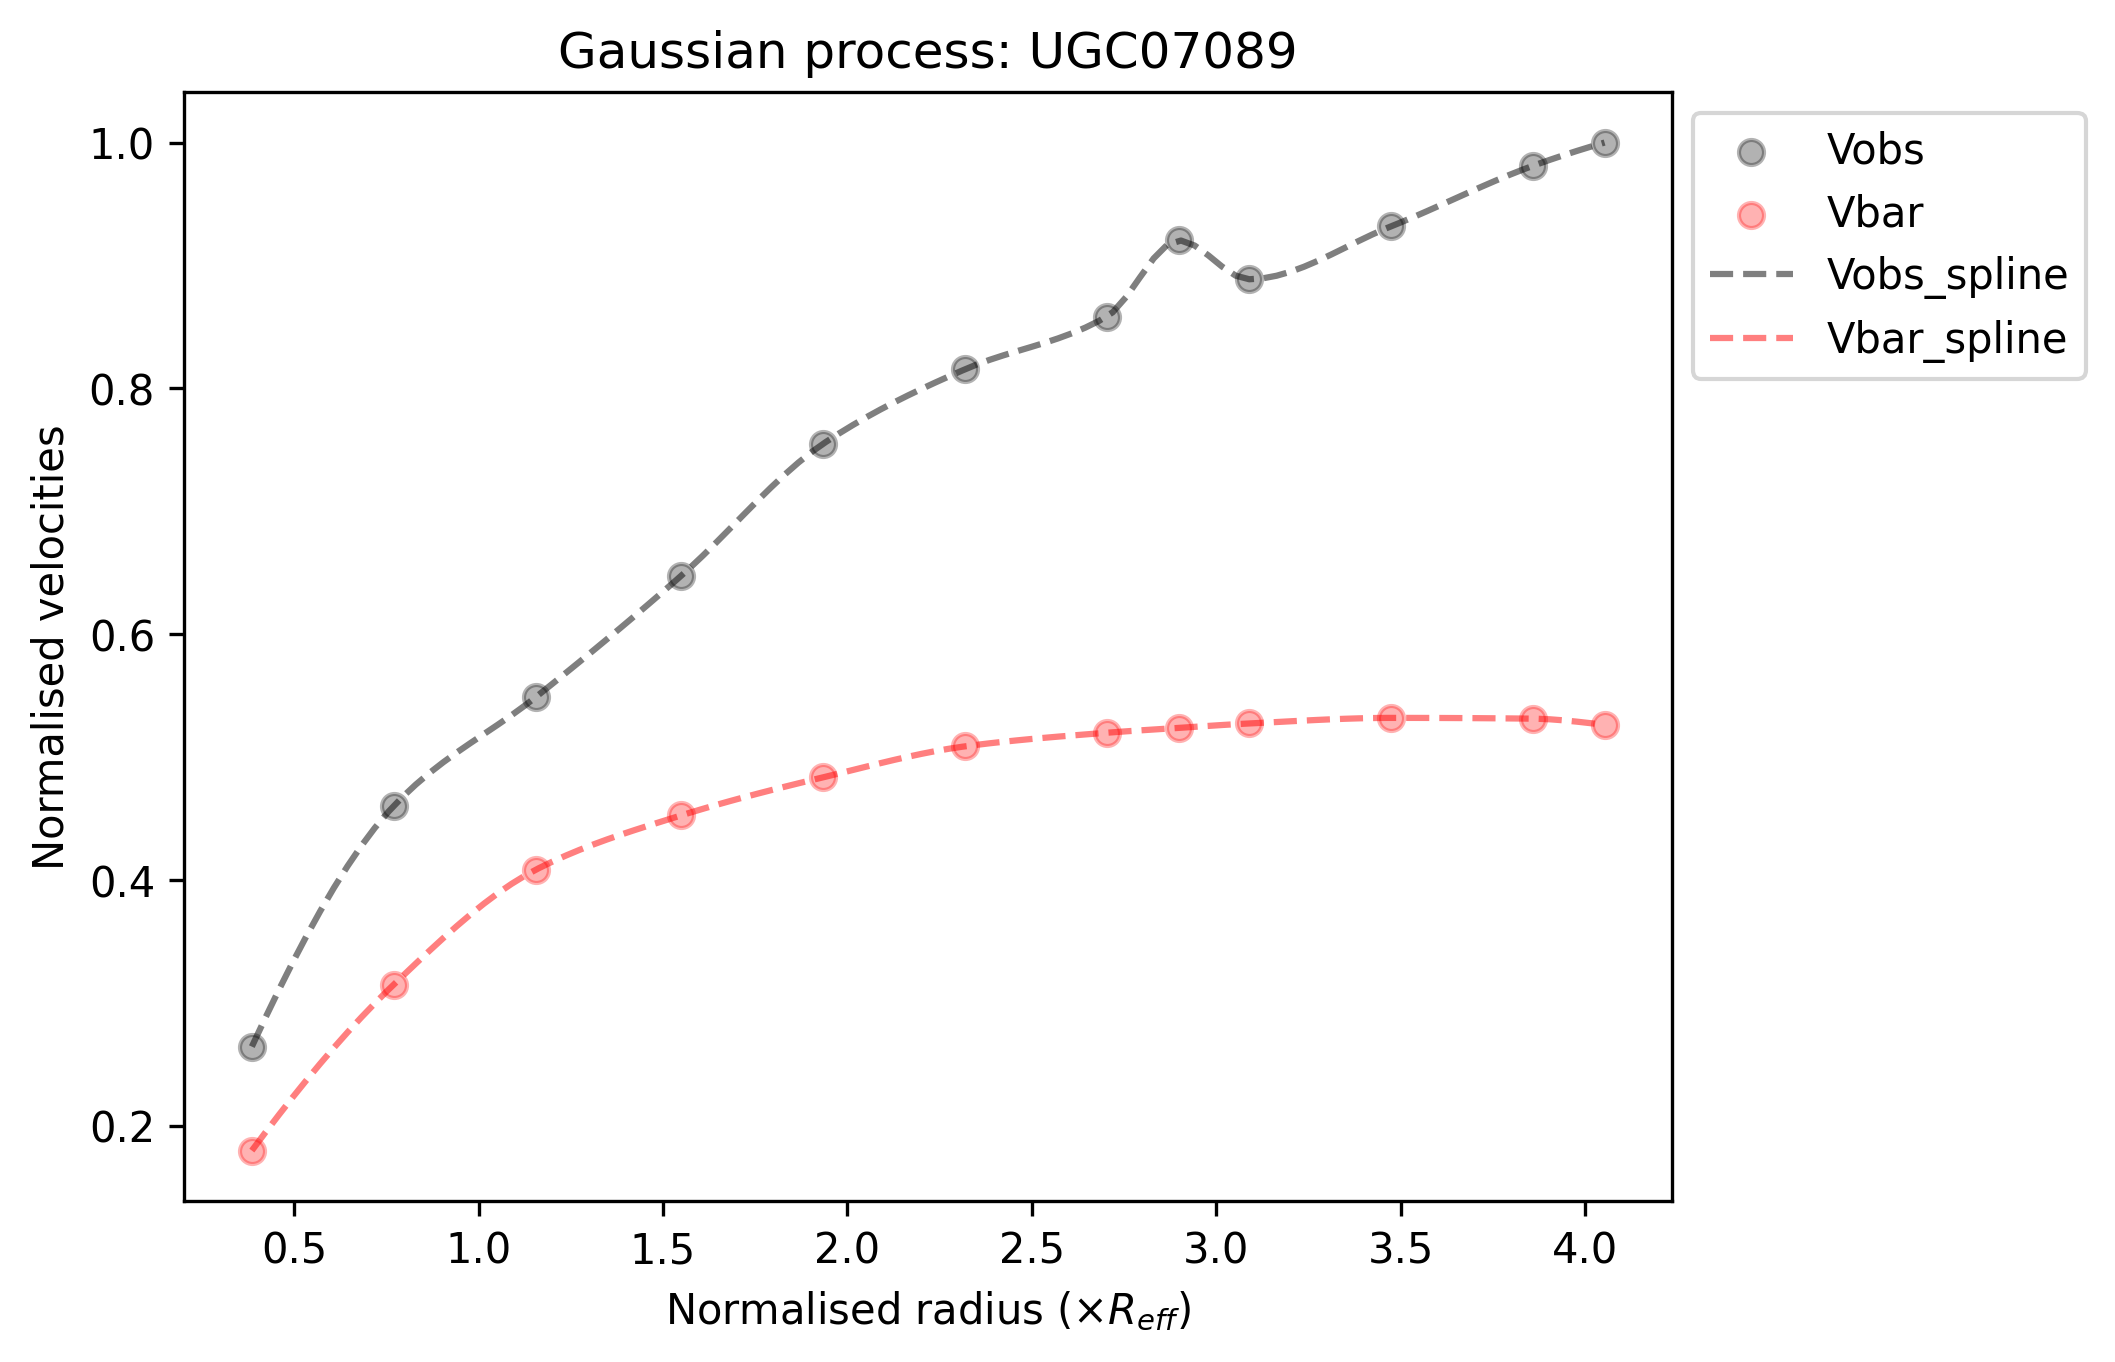 Gaussian process: UGC07089
1.0
0.8
0.6
0.4
0.2
Normalised velocities
0.5 1.0 1.5 2.0 2.5 3.0 3.5 4.0
Normalised radius (×R_eff)
Vobs
Vbar
Vobs_spline
Vbar_spline